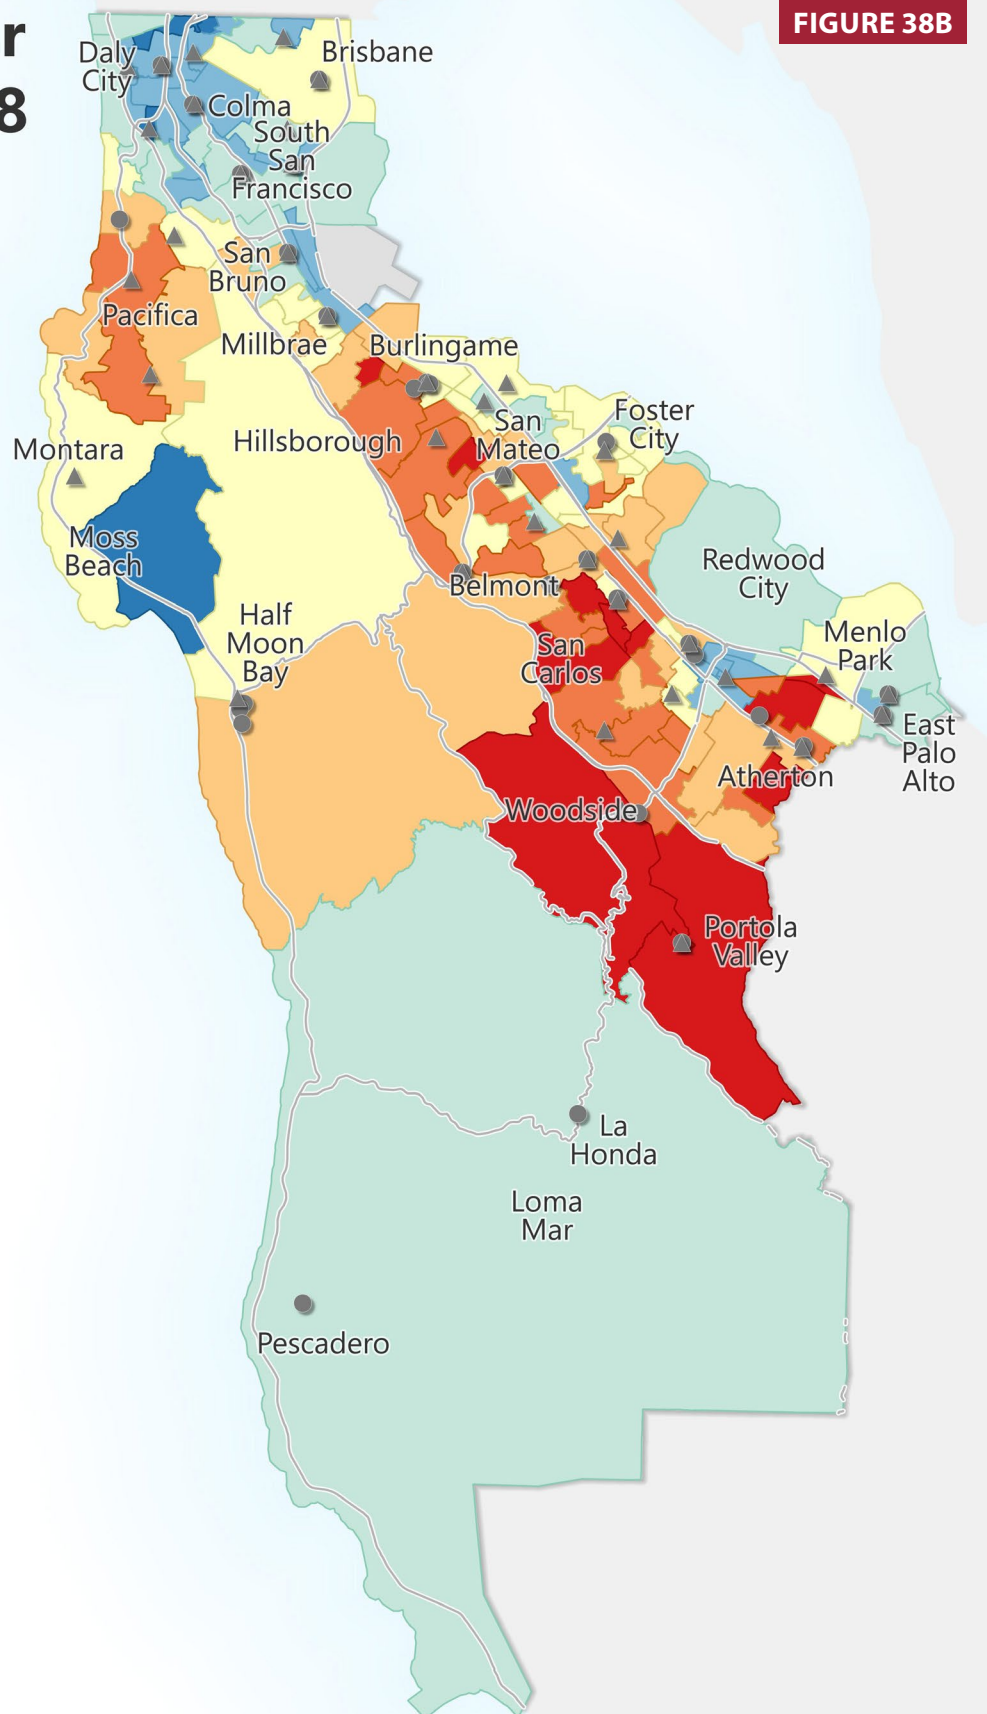 FIGURE 38B
r
8
Daly
City
Brisbane
Colma
South
San
Francisco
San
Bruno
Pacifica
Millbrae
Burlingame
Hillsborough
San
Mateo
Foster
City
Montara
Moss
Beach
Belmont
Redwood
City
Half
Moon
Bay
San
Carlos
Menlo
Park
East
Palo
Alto
Atherton
Woodside
Portola
Valley
La
Honda
Loma
Mar
Pescadero